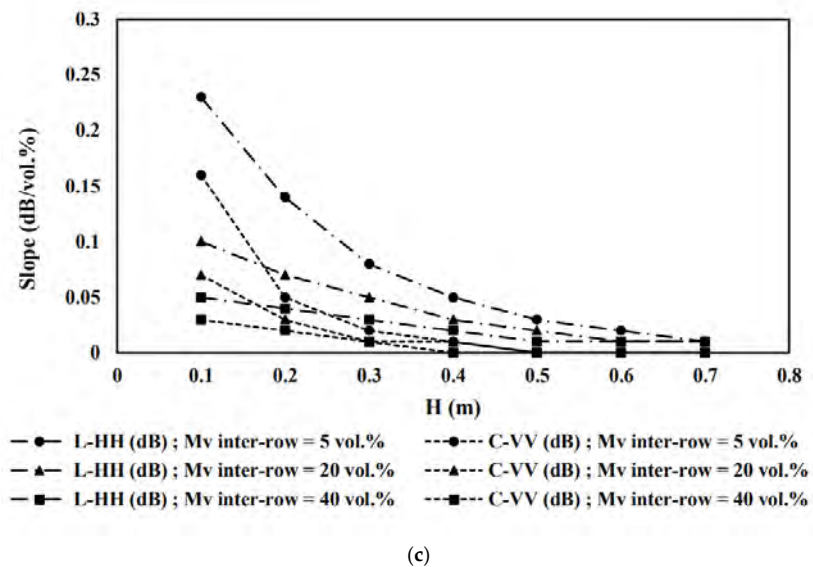 0.3
0.25
0.2
0.15
0.1
0.05
0
Slope (dB/vol.%)
0 0.1 0.2 0.3 0.4 0.5 0.6 0.7 0.8
H (m)
L-HH (dB) ; Mv inter-row = 5 vol.% C-VV (dB) ; Mv inter-row = 5 vol.%
L-HH (dB) ; Mv inter-row = 20 vol.% C-VV (dB) ; Mv inter-row = 20 vol.%
L-HH (dB) ; Mv inter-row = 40 vol.% C-VV (dB) ; Mv inter-row = 40 vol.%
(c)